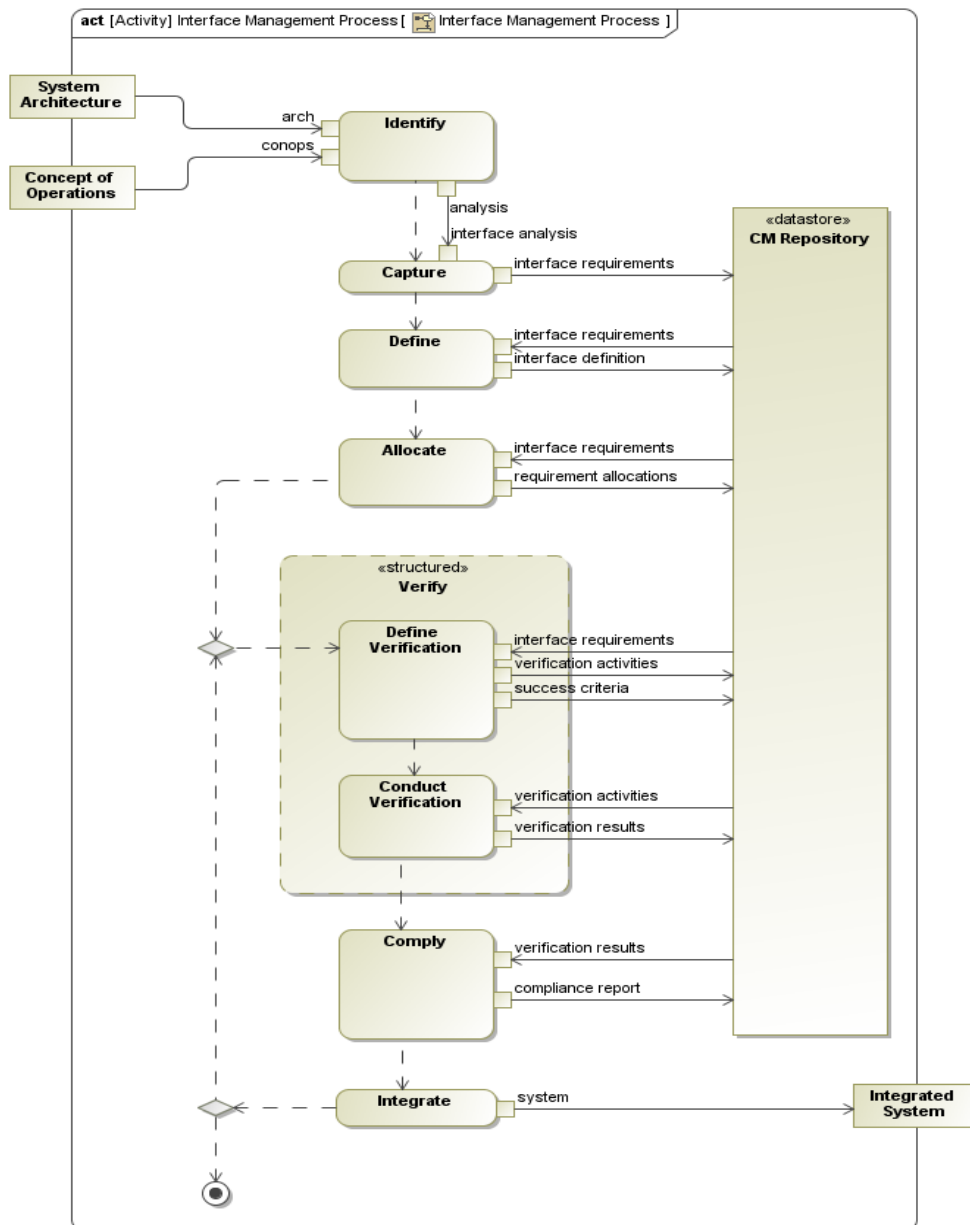 act [Activity] Interface Management Process [ Interface Management Process ]
System
Architecture
arch
Identify
conops
Concept of
Operations
analysis
«datastore»
CM Repository
interface analysis
Capture
interface requirements
Define
interface requirements
interface definition
Allocate
interface requirements
requirement allocations
«structured»
Verify
Define
Verification
interface requirements
verification activities
success criteria
Conduct
Verification
verification activities
verification results
Comply
verification results
compliance report
Integrate
system
Integrated
System